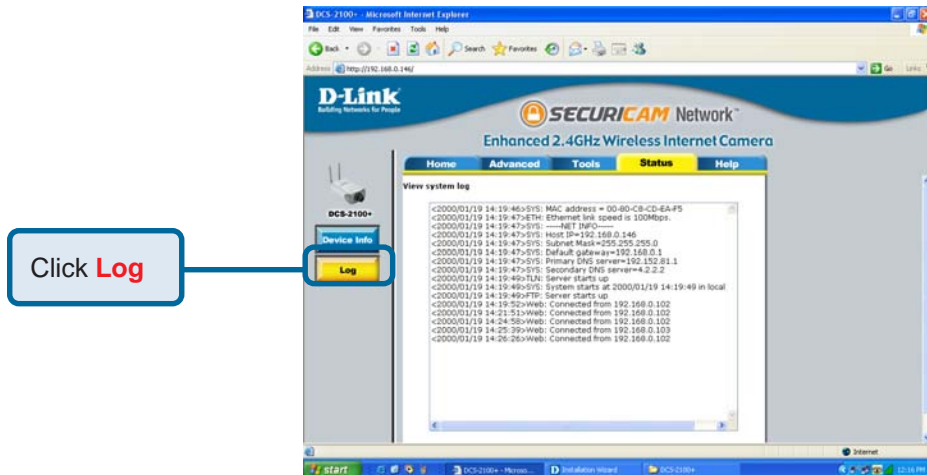 DCS-2100+ - Microsoft Internet Explorer
File Edit View Favorites Tools Help
Back Search Favorites
Address http://192.168.0.146/ Go Links
D-Link
Building Networks for People
SECURICAM Network™
Enhanced 2.4GHz Wireless Internet Camera
Home Advanced Tools Status Help
DCS-2100+
Device Info
Log
Click Log
View system log
<2000/01/19 14:19:46>SYS: MAC address = 00-80-C8-CD-EA-F5
<2000/01/19 14:19:47>ETH: Ethernet link speed is 100Mbps.
<2000/01/19 14:19:47>SYS: -----NET INFO-----
<2000/01/19 14:19:47>SYS: Host IP=192.168.0.146
<2000/01/19 14:19:47>SYS: Subnet Mask=255.255.255.0
<2000/01/19 14:19:47>SYS: Default gateway=192.168.0.1
<2000/01/19 14:19:47>SYS: Primary DNS server=192.152.81.1
<2000/01/19 14:19:47>SYS: Secondary DNS server=4.2.2.2
<2000/01/19 14:19:49>TLN: Server starts up
<2000/01/19 14:19:49>SYS: System starts at 2000/01/19 14:19:49 in local
<2000/01/19 14:19:49>FTP: Server starts up
<2000/01/19 14:19:52>Web: Connected from 192.168.0.102
<2000/01/19 14:21:51>Web: Connected from 192.168.0.102
<2000/01/19 14:24:58>Web: Connected from 192.168.0.102
<2000/01/19 14:25:39>Web: Connected from 192.168.0.103
<2000/01/19 14:26:26>Web: Connected from 192.168.0.102
Internet
start DCS-2100+ - Microso... Installation Wizard DCS-2100+ 12:16 PM